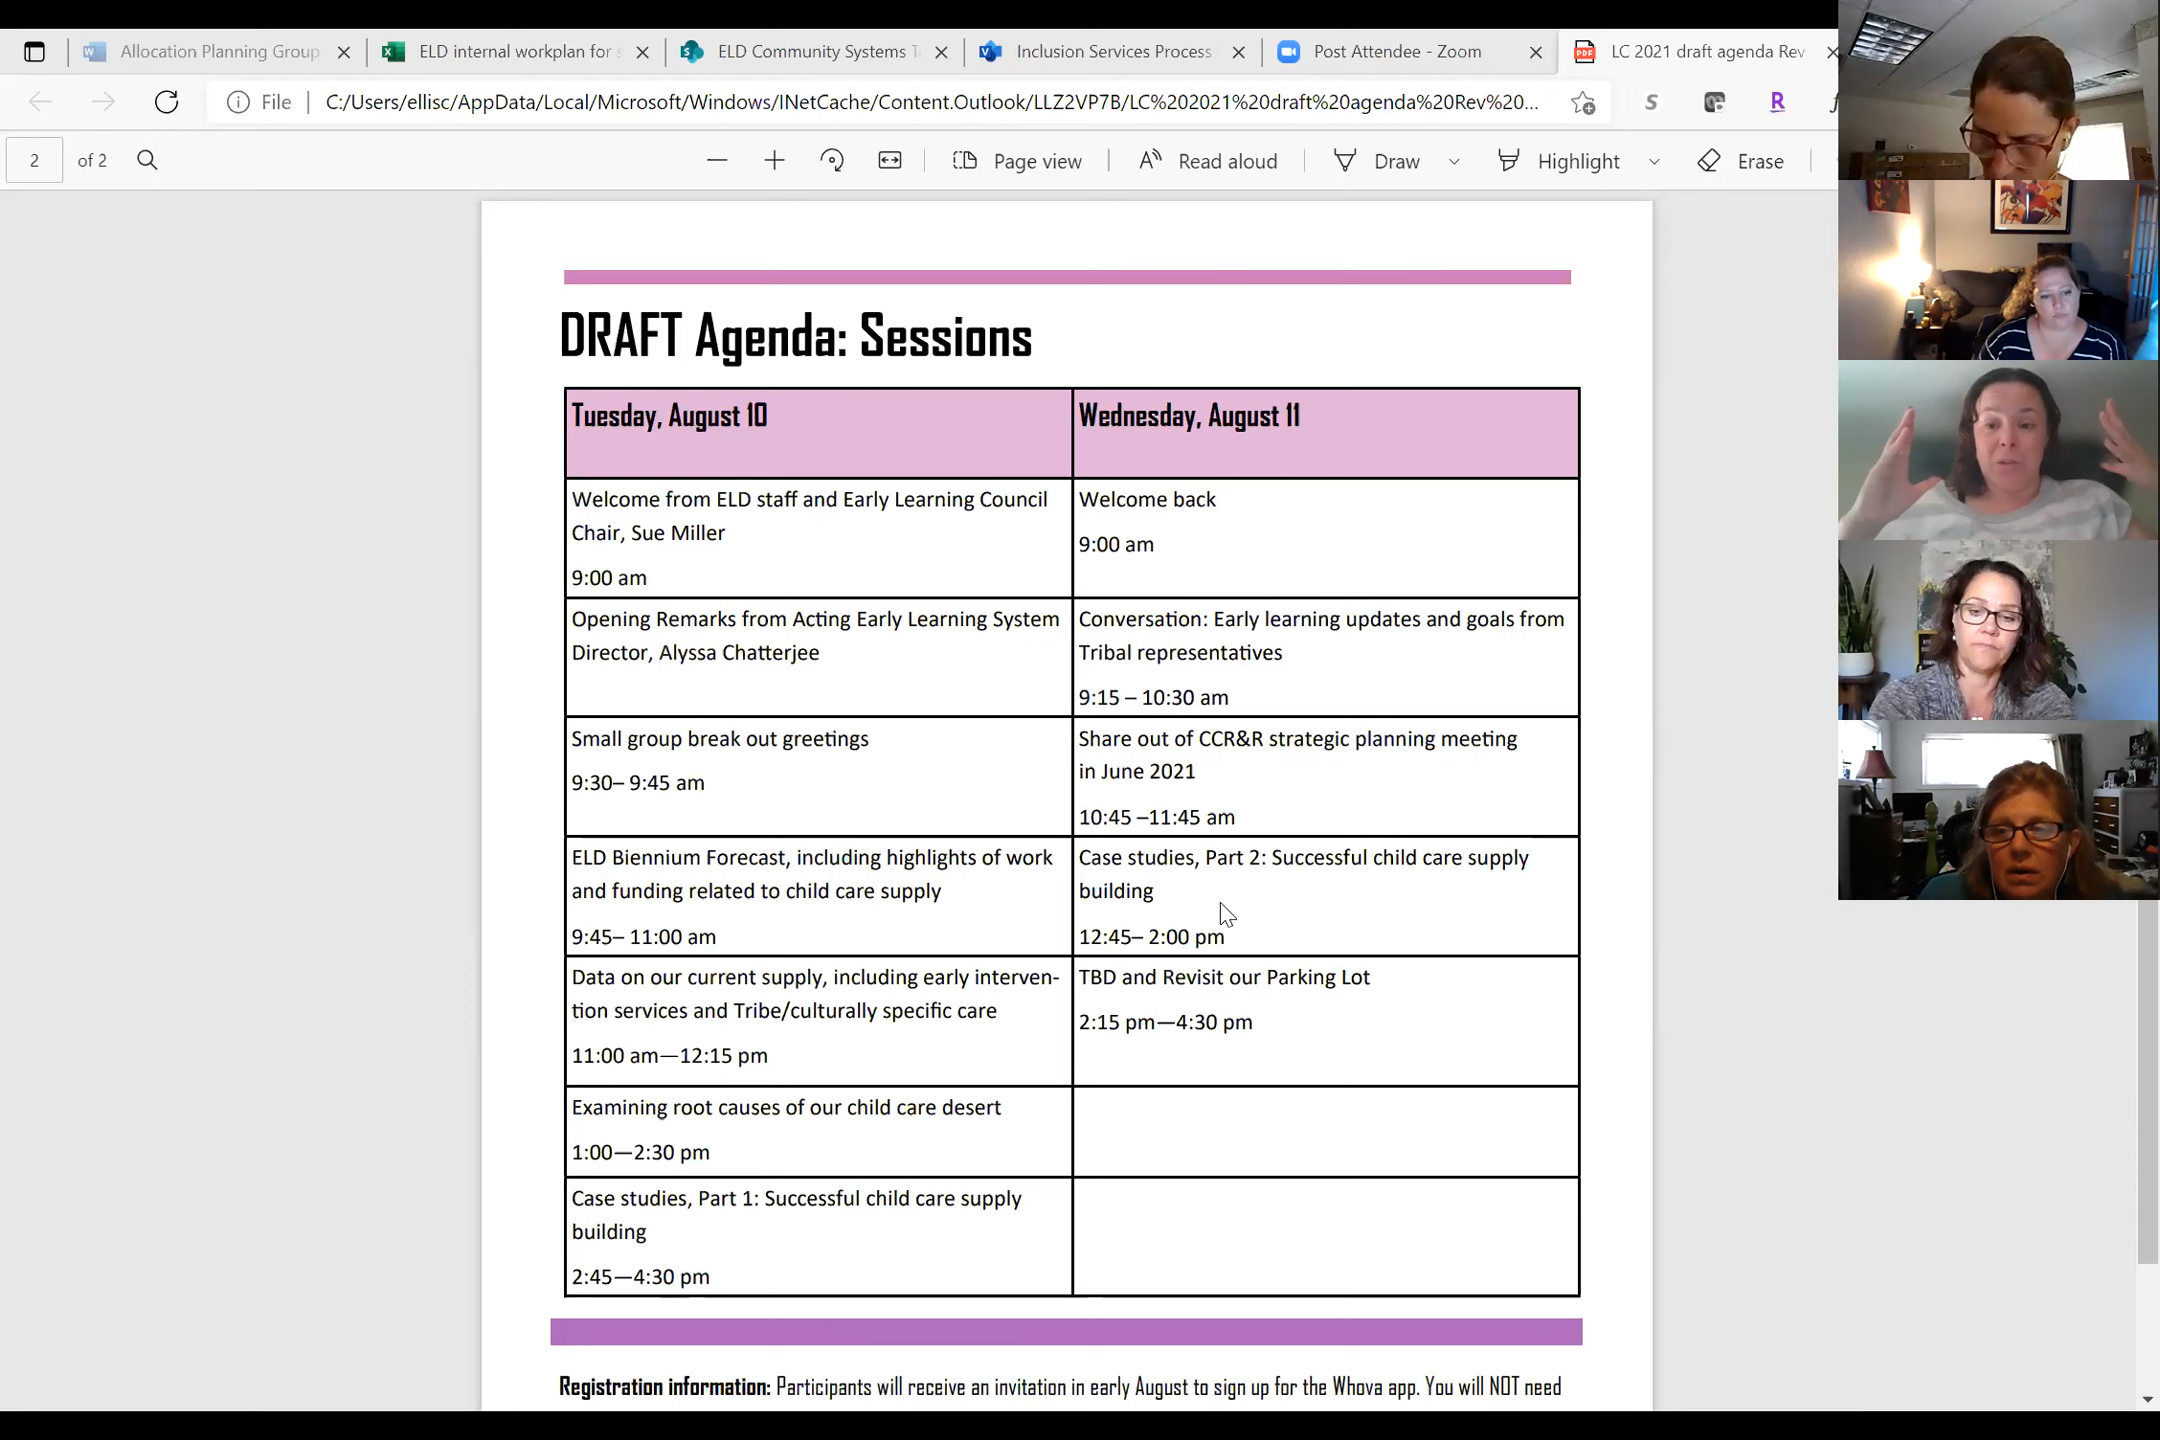 Allocation Planning Group
ELD internal workplan for
ELD Community Systems
Inclusion Services Process
Post Attendee - Zoom
LC 2021 draft agenda Rev
File
C:/Users/ellisc/AppData/Local/Microsoft/Windows/INetCache/Content.Outlook/LLZ2VP7B/LC%202021%20draft%20agenda%20Rev%20...
2 of 2
Page view
Read aloud
Draw
Highlight
Erase
DRAFT Agenda: Sessions
Tuesday, August 10
Wednesday, August 11
Welcome from ELD staff and Early Learning Council
Chair, Sue Miller
9:00 am
Welcome back
9:00 am
Opening Remarks from Acting Early Learning System
Director, Alyssa Chatterjee
Conversation: Early learning updates and goals from
Tribal representatives
9:15 – 10:30 am
Small group break out greetings
9:30– 9:45 am
Share out of CCR&R strategic planning meeting
in June 2021
10:45 –11:45 am
ELD Biennium Forecast, including highlights of work
and funding related to child care supply
9:45– 11:00 am
Case studies, Part 2: Successful child care supply
building
12:45– 2:00 pm
Data on our current supply, including early interven-
tion services and Tribe/culturally specific care
11:00 am—12:15 pm
TBD and Revisit our Parking Lot
2:15 pm—4:30 pm
Examining root causes of our child care desert
1:00—2:30 pm
Case studies, Part 1: Successful child care supply
building
2:45—4:30 pm
Registration information: Participants will receive an invitation in early August to sign up for the Whova app. You will NOT need